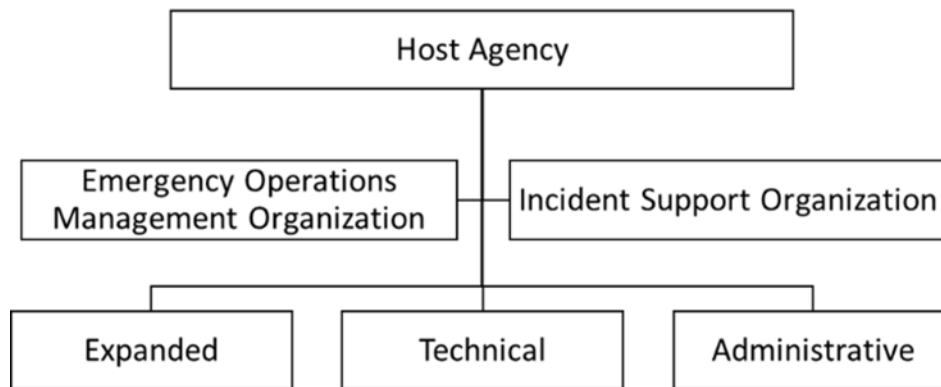 Host Agency
Emergency Operations
Management Organization
Incident Support Organization
Expanded
Technical
Administrative